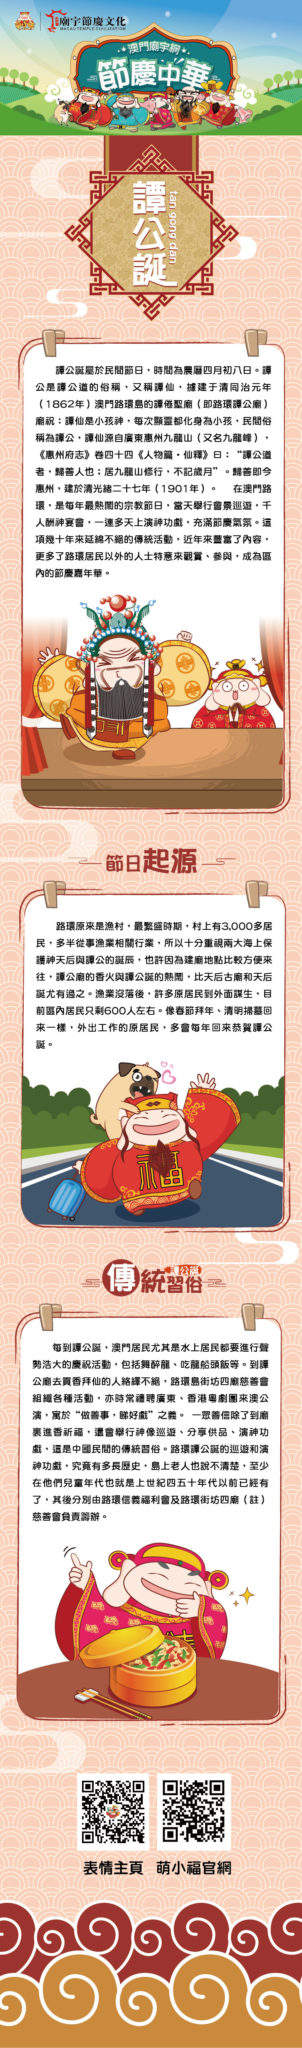 廟宇節慶文化
MACAU TEMPLE CIVILIZATION
澳門廟宇網
節慶中華
譚公誕
tan gong dan
譚公誕屬於民間節日，時間為農曆四月初八日。譚
公是譚公道的俗稱，又稱譚仙，據建于清同治元年
（1862年）澳門路環島的譚倦聖廟（即路環譚公廟）
廟祝：譚仙是小孩神，每次顯靈都化身為小孩，民間俗
稱為譚公，譚仙源自廣東惠州九龍山（又名九龍峰），
《惠州府志》卷四十四《人物篇·仙釋》曰：“譚公道
者，歸善人也；居九龍山修行，不記歲月”。歸善即今
惠州，建於清光緒二十七年（1901年）。 在澳門路
環，是每年最熱鬧的宗教節日，當天舉行會景巡遊，千
人酬神宴會，一連多天上演神功戲，充滿節慶氣氛。這
項幾十年來延綿不絕的傳統活動，近年來豐富了內容，
更多了路環居民以外的人士特意來觀賞、參與，成為區
內的節慶嘉年華。
節日起源
路環原來是漁村，最繁盛時期，村上有3,000多居
民，多半從事漁業相關行業，所以十分重視兩大海上保
護神天后與譚公的誕辰，也許因為建廟地點比較方便來
往，譚公廟的香火與譚公誕的熱鬧，比天后古廟和天后
誕尤有過之。漁業沒落後，許多原居民到外面謀生，目
前區內居民只剩600人左右。像春節拜年、清明掃墓回
來一樣，外出工作的原居民，多會每年回來恭賀譚公
誕。
福
傳統習俗
譚公誕
每到譚公誕，澳門居民尤其是水上居民都要進行聲
勢浩大的慶祝活動，包括舞醉龍、吃龍船頭飯等。到譚
公廟去買香拜仙的人絡繹不絕，路環島街坊四廟慈善會
組織各種活動，亦時常禮聘廣東、香港粵劇團來澳公
演，寓於“做善事，睇好戲”之義。 一眾善信除了到廟
裏進香祈福，還會舉行神像巡遊、分享供品、演神功
戲，這是中國民間的傳統習俗。路環譚公誕的巡遊和演
神功戲，究竟有多長歷史，島上老人也說不清楚，至少
在他們兒童年代也就是上世紀四五十年代以前已經有
了，其後分別由路環信義福利會及路環街坊四廟（註）
慈善會負責籌辦。
表情主頁 萌小福官網